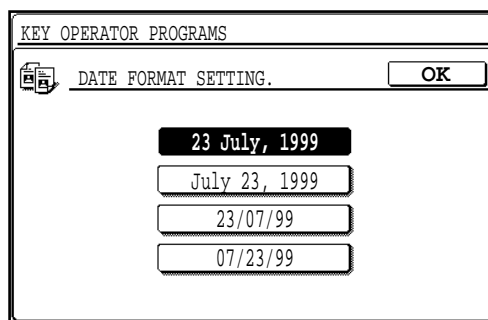 KEY OPERATOR PROGRAMS
DATE FORMAT SETTING.
OK
23 July, 1999
July 23, 1999
23/07/99
07/23/99